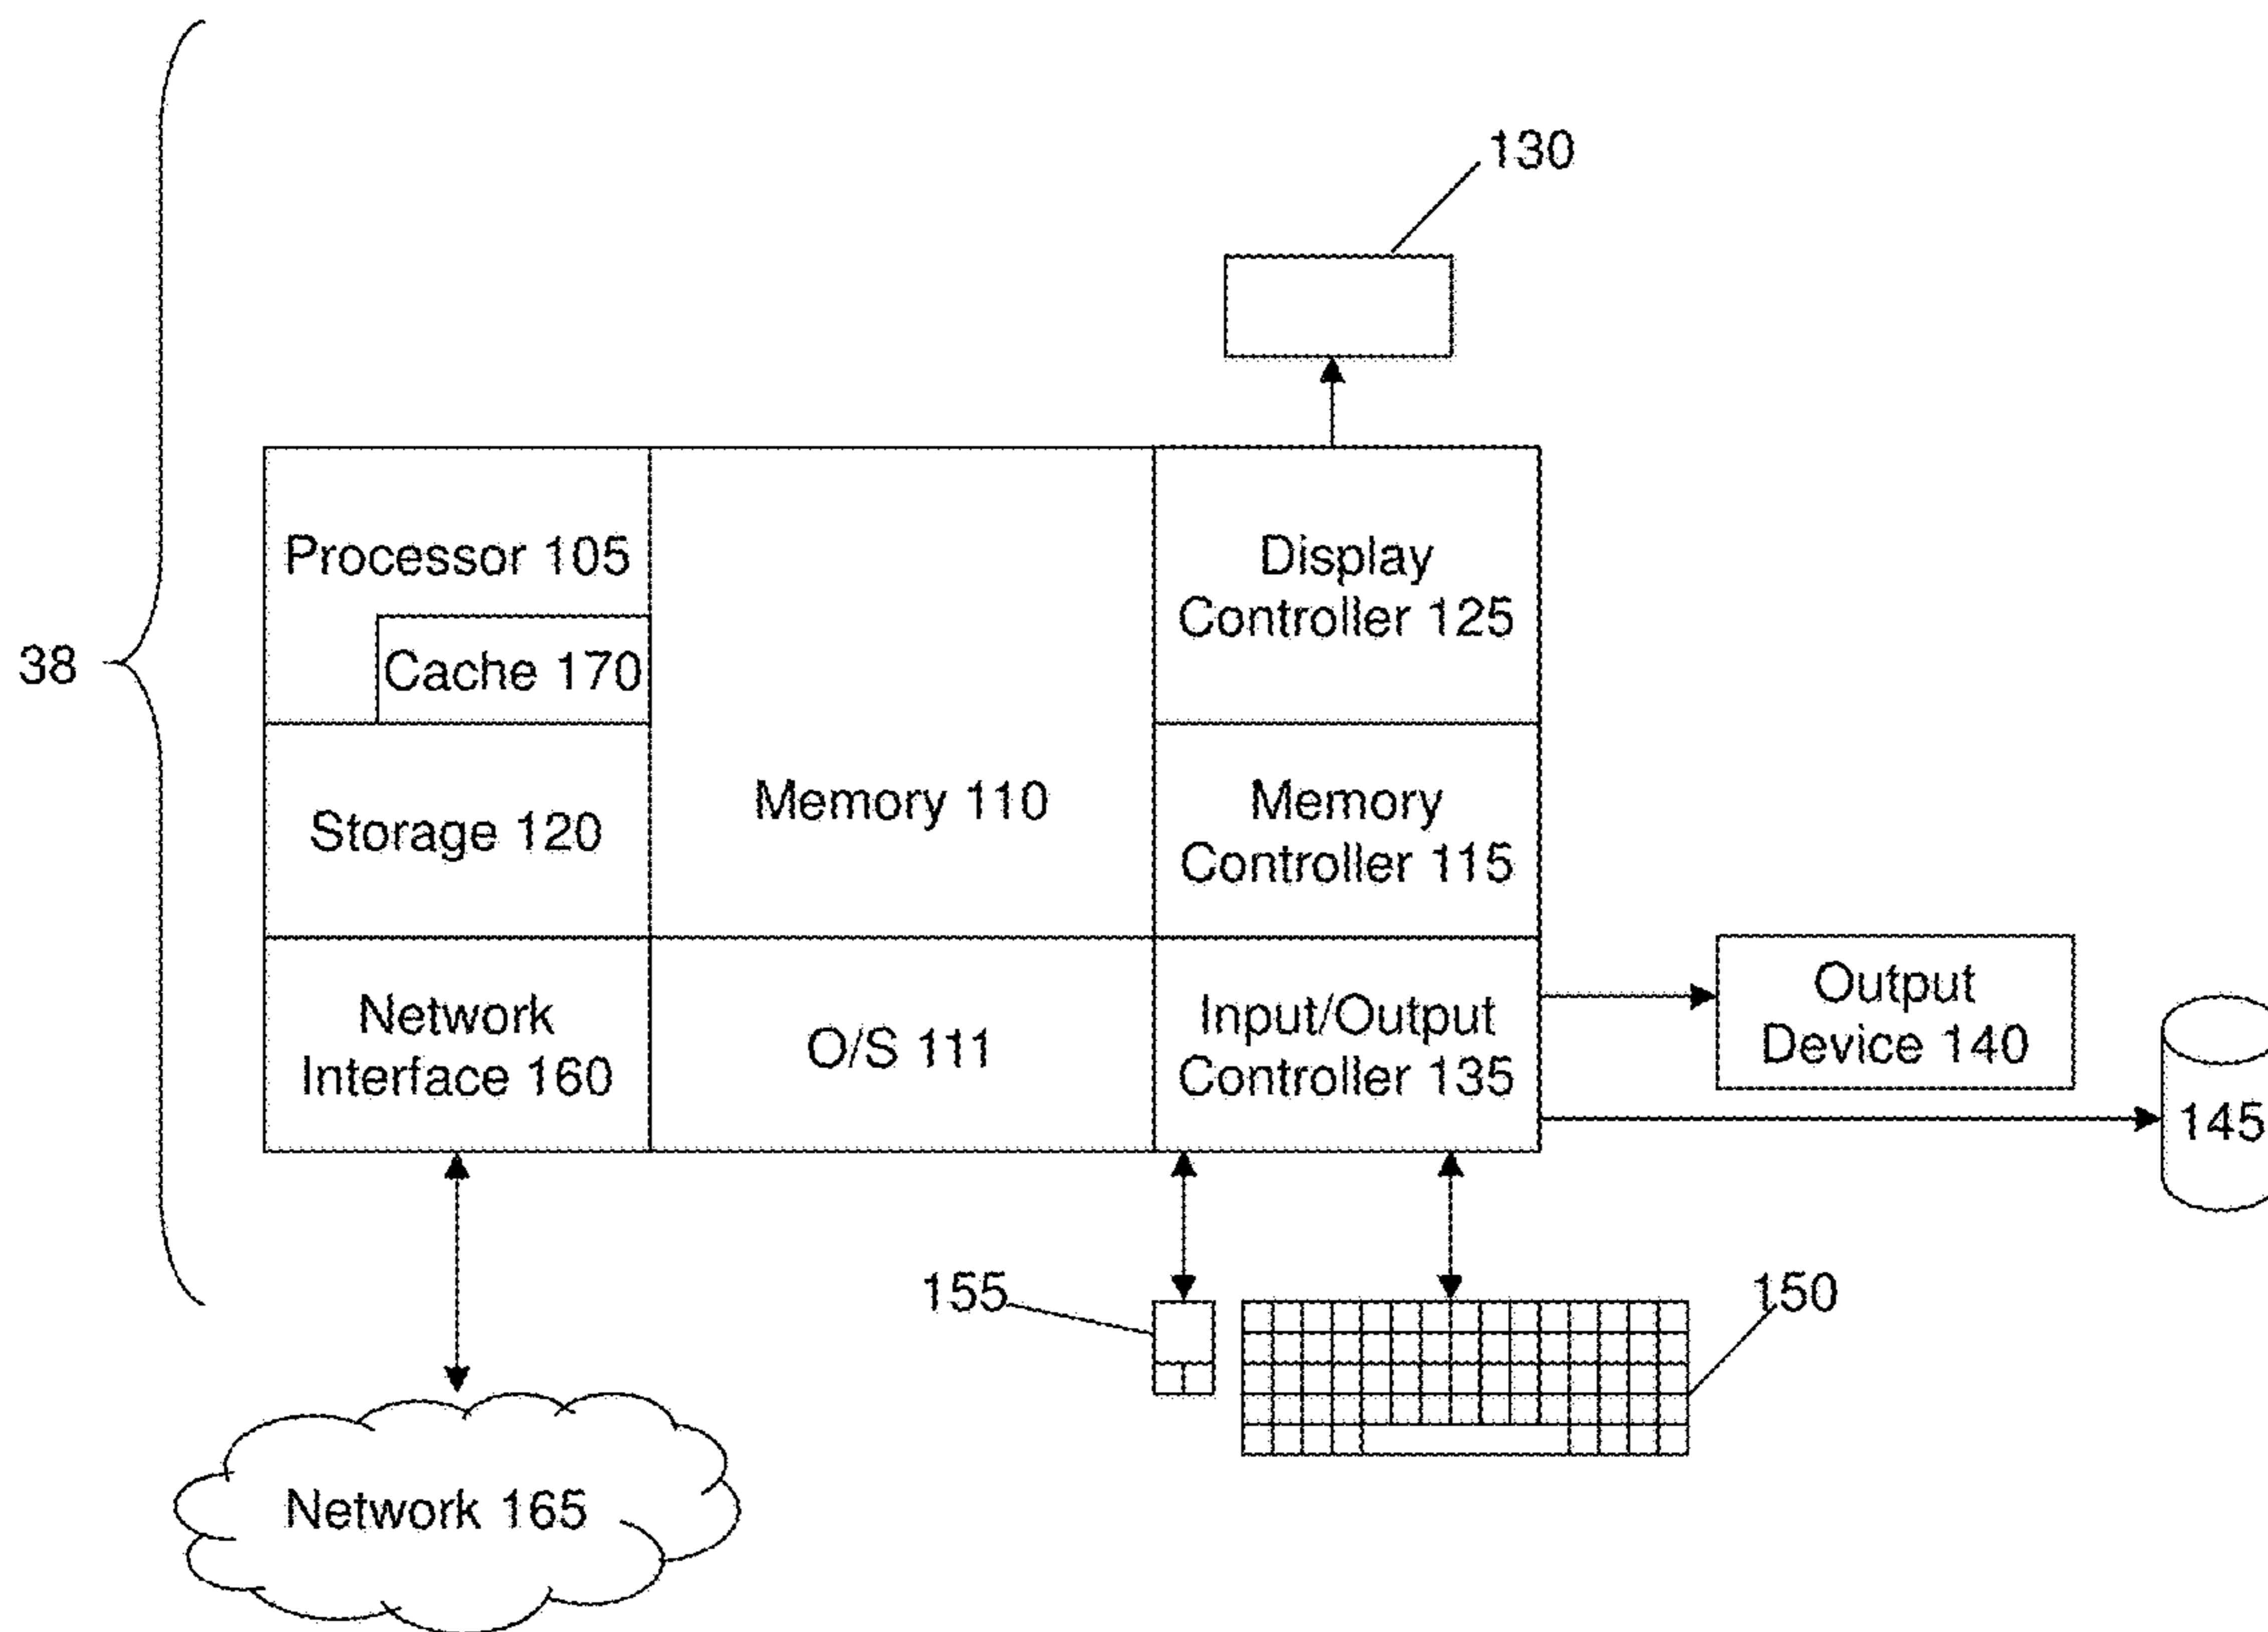 130
Processor 105
Cache 170
Display
Controller 125
38
Storage 120
Memory 110
Memory
Controller 115
Network
Interface 160
O/S 111
Input/Output
Controller 135
Output
Device 140
145
155
150
Network 165